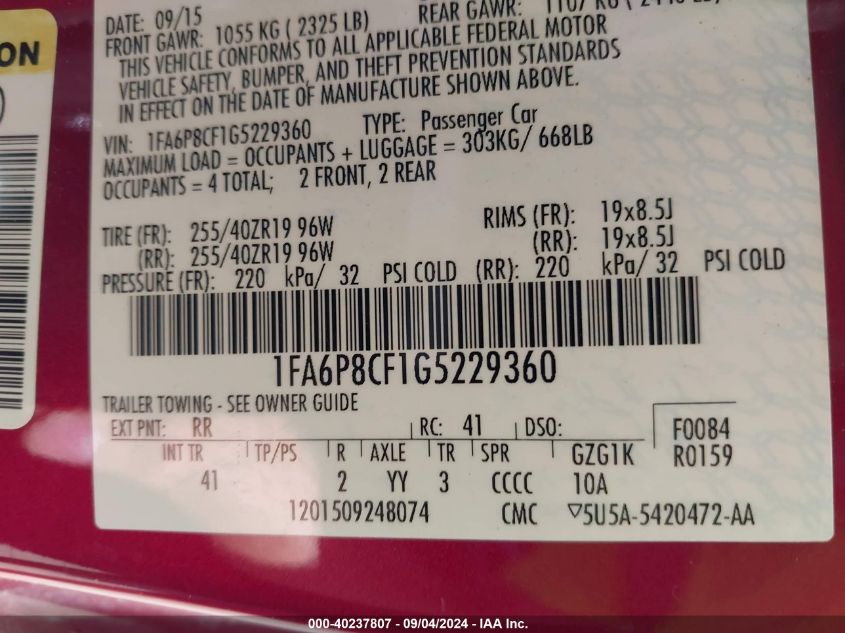 DATE: 09/15
FRONT GAWR: 1055 KG ( 2325 LB) REAR GAWR:
THIS VEHICLE CONFORMS TO ALL APPLICABLE FEDERAL MOTOR
VEHICLE SAFETY, BUMPER, AND THEFT PREVENTION STANDARDS
IN EFFECT ON THE DATE OF MANUFACTURE SHOWN ABOVE.
VIN: 1FA6P8CF1G5229360 TYPE: Passenger Car
MAXIMUM LOAD = OCCUPANTS + LUGGAGE = 303KG/ 668LB
OCCUPANTS = 4 TOTAL; 2 FRONT, 2 REAR
TIRE (FR): 255/40ZR19 96W RIMS (FR): 19x8.5J
(RR): 255/40ZR19 96W (RR): 19x8.5J
PRESSURE (FR): 220 kPa/ 32 PSI COLD (RR): 220 kPa/ 32 PSI COLD
1FA6P8CF1G5229360
TRAILER TOWING - SEE OWNER GUIDE
EXT PNT: RR RC: 41 DSO: F0084
INT TR TP/PS R AXLE TR SPR GZG1K R0159
41 2 YY 3 CCCC 10A
1201509248074 CMC ▽5U5A-5420472-AA
000-40237807 - 09/04/2024 - IAA Inc.